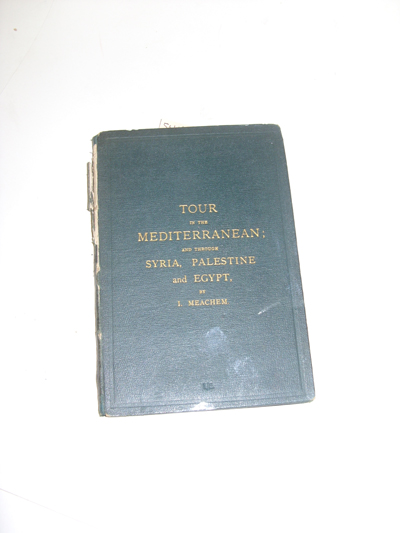 TOUR
IN THE
MEDITERRANEAN;
AND THROUGH
SYRIA, PALESTINE
and EGYPT,
BY
I. MEACHEM